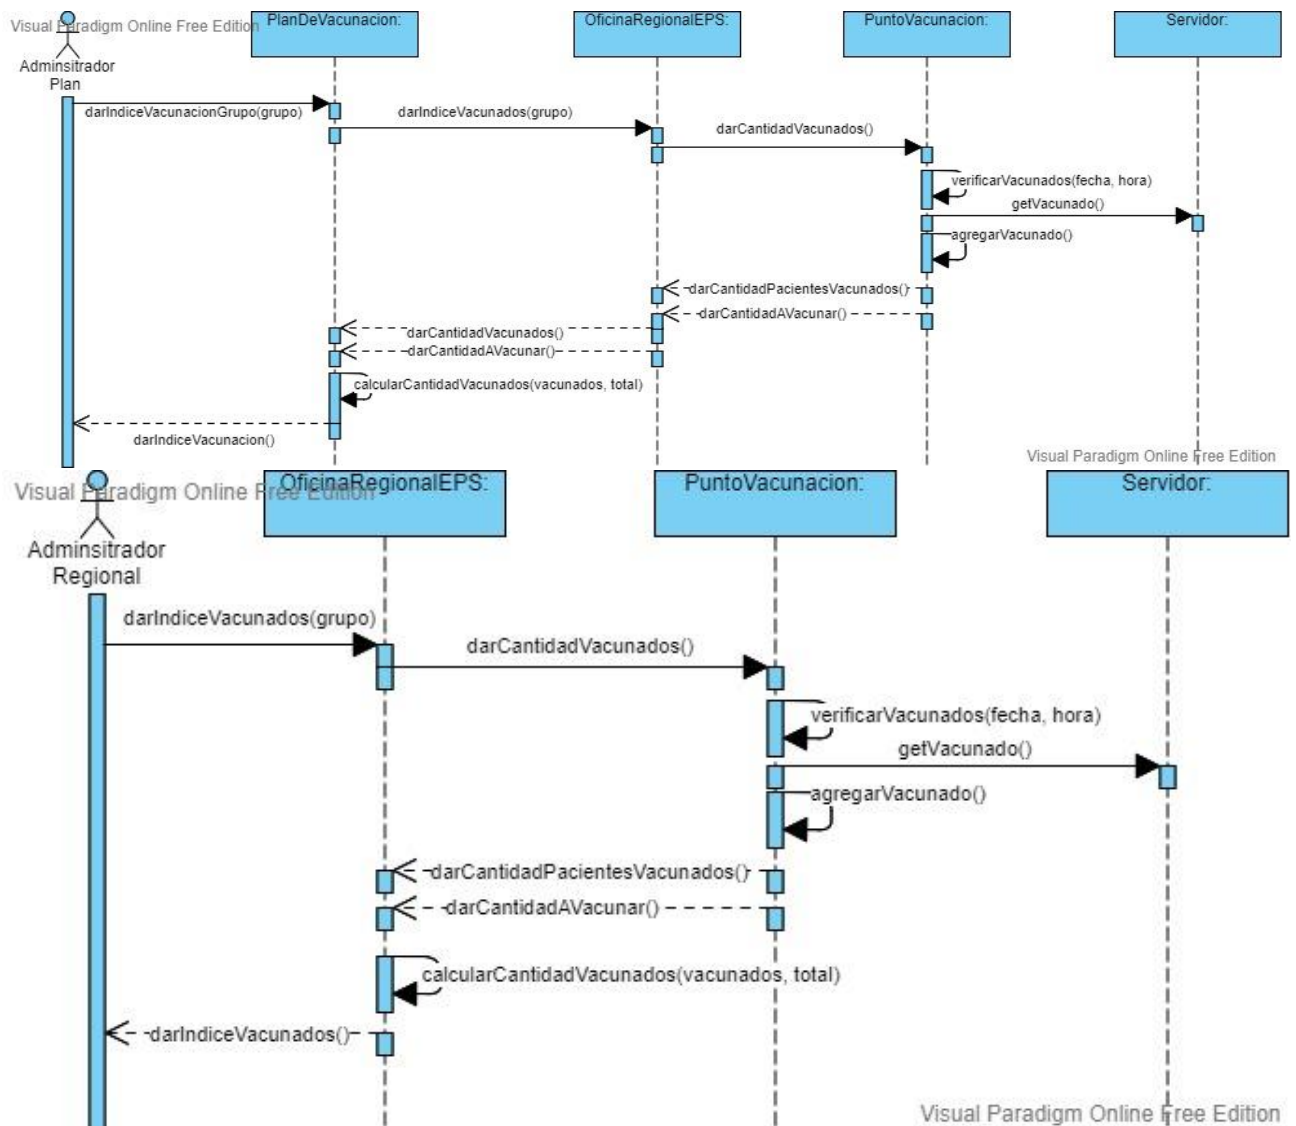 Visual Paradigm Online Free Edition
PlanDeVacunacion:
OficinaRegionalEPS:
PuntoVacunacion:
Servidor:
Adminsitrador
Plan
darIndiceVacunacionGrupo(grupo)
darIndiceVacunados(grupo)
darCantidadVacunados()
verificarVacunados(fecha, hora)
getVacunado()
agregarVacunado()
darCantidadPacientesVacunados()
darCantidadAVacunar()
darCantidadVacunados()
darCantidadAVacunar()
calcularCantidadVacunados(vacunados, total)
darIndiceVacunacion()
Visual Paradigm Online Free Edition
Visual Paradigm Online Free Edition
OficinaRegionalEPS:
PuntoVacunacion:
Servidor:
Adminsitrador
Regional
darIndiceVacunados(grupo)
darCantidadVacunados()
verificarVacunados(fecha, hora)
getVacunado()
agregarVacunado()
darCantidadPacientesVacunados()
darCantidadAVacunar()
calcularCantidadVacunados(vacunados, total)
darIndiceVacunados()
Visual Paradigm Online Free Edition